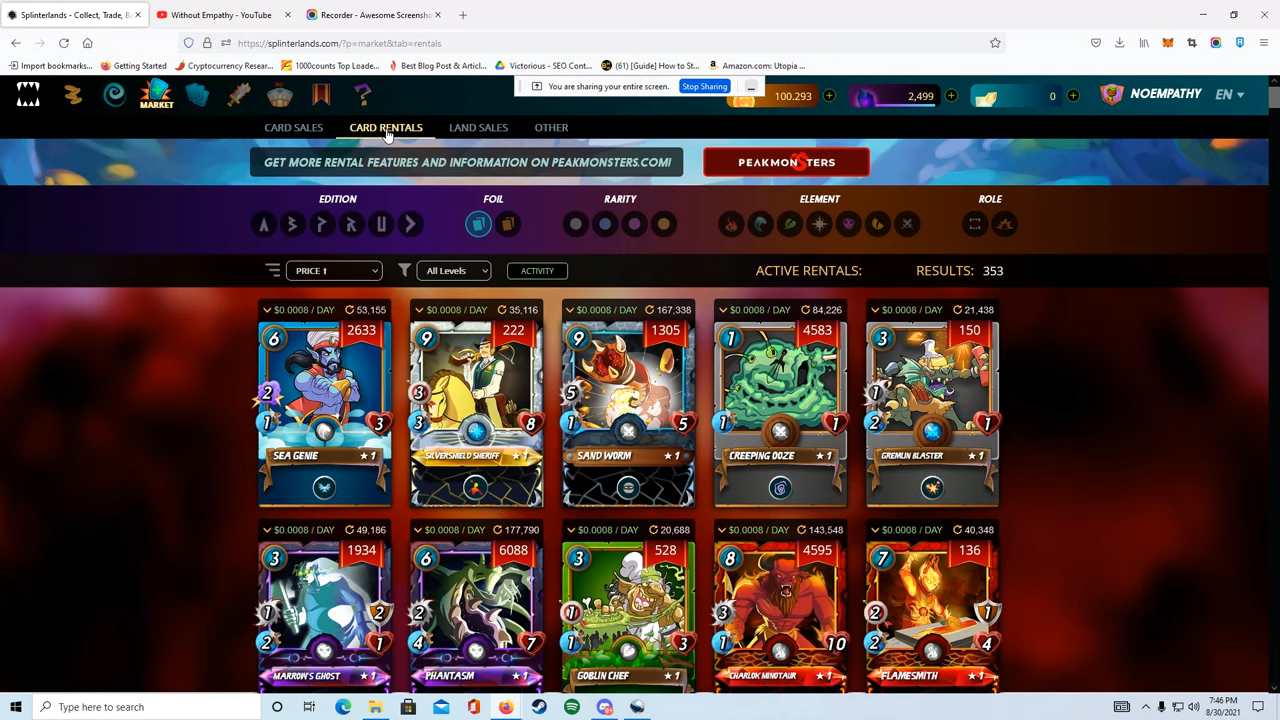 Splinterlands - Collect, Trade, Ba
Without Empathy - YouTube
Recorder - Awesome Screensho
https://splinterlands.com/?p=market&tab=rentals
Import bookmarks...
Getting Started
Cryptocurrency Resear...
1000counts Top Loade...
Best Blog Post & Articl...
Victorious - SEO Cont...
(61) [Guide] How to St...
Amazon.com: Utopia ...
You are sharing your entire screen.
Stop Sharing
MARKET
100.293
2,499
0
NOEMPATHY
EN
CARD SALES
CARD RENTALS
LAND SALES
OTHER
GET MORE RENTAL FEATURES AND INFORMATION ON PEAKMONSTERS.COM!
PEAKMONSTERS
EDITION
FOIL
RARITY
ELEMENT
ROLE
PRICE
All Levels
ACTIVITY
ACTIVE RENTALS:
RESULTS: 353
$0.0008 / DAY 53,155
$0.0008 / DAY 35,116
$0.0008 / DAY 167,338
$0.0008 / DAY 84,226
$0.0008 / DAY 21,438
6 2633
9 222
9 1305
1 4583
3 150
2
3
5
1
1 3
3 8
1 5
1 1
2 1
SEA GENIE ★ 1
SILVERSHIELD SHERIFF ★ 1
SAND WORM ★ 1
CREEPING OOZE ★ 1
GREMLIN BLASTER ★ 1
$0.0008 / DAY 49,186
$0.0008 / DAY 177,790
$0.0008 / DAY 20,688
$0.0008 / DAY 143,548
$0.0008 / DAY 40,348
3 1934
6 6088
3 528
8 4595
7 136
1 2
2
1
3
2 1
2 1
4 7
1 3
1 10
2 4
MARROW'S GHOST ★ 1
PHANTASM ★ 1
GOBLIN CHEF ★ 1
CHARLOK MINOTAUR ★ 1
FLAMESMITH ★ 1
Type here to search
7:46 PM
8/30/2021